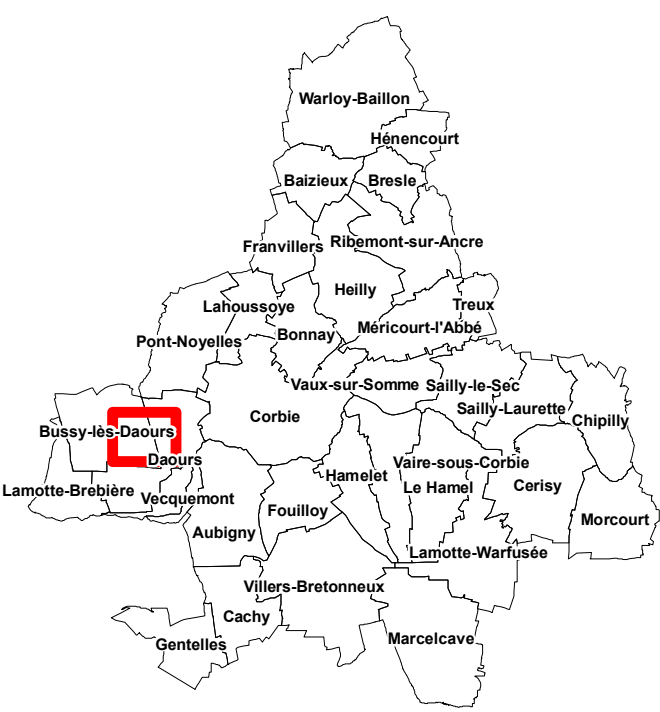 Warloy-Baillon
Hénencourt
Baizieux
Bresle
Franvillers
Ribemont-sur-Ancre
Heilly
Lahoussoye
Treux
Bonnay
Méricourt-l'Abbé
Pont-Noyelles
Vaux-sur-Somme
Sailly-le-Sec
Corbie
Sailly-Laurette
Chipilly
Bussy-lès-Daours
Daours
Vaire-sous-Corbie
Hamelet
Le Hamel
Cerisy
Lamotte-Brebière
Vecquemont
Fouilloy
Morcourt
Aubigny
Lamotte-Warfusée
Villers-Bretonneux
Cachy
Marcelcave
Gentelles